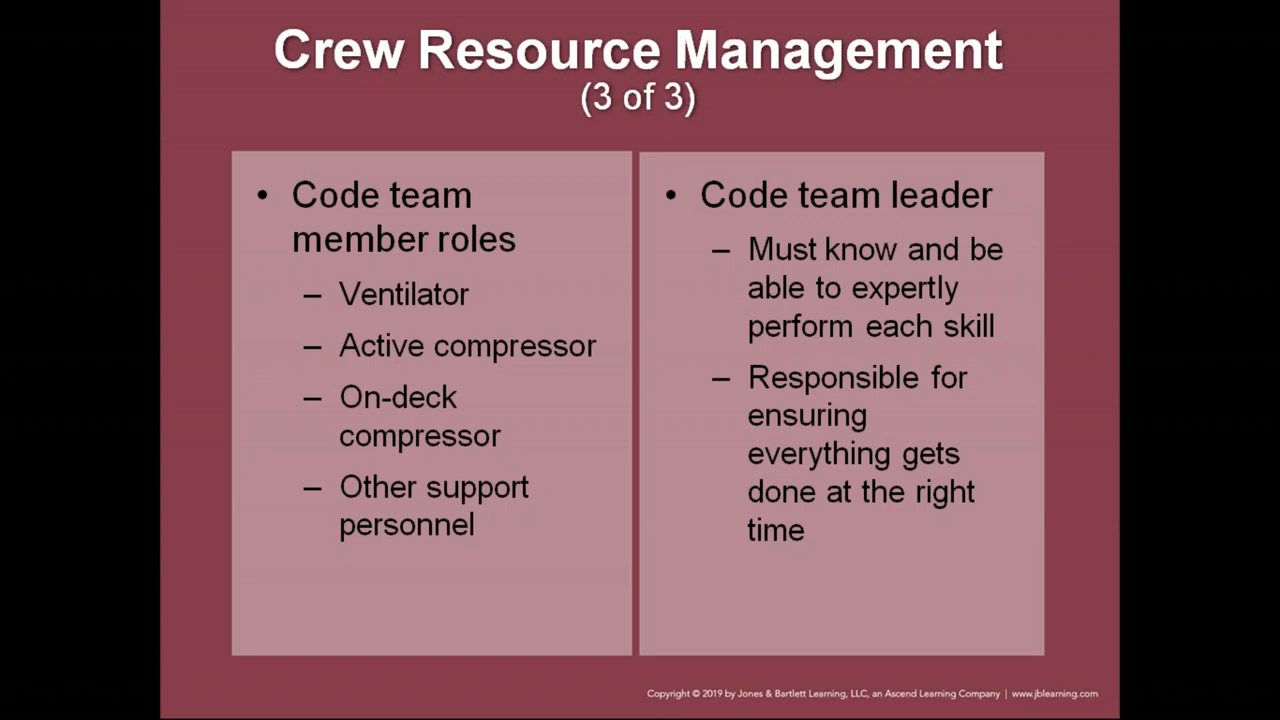 Crew Resource Management
(3 of 3)
• Code team
member roles
– Ventilator
– Active compressor
– On-deck
compressor
– Other support
personnel
• Code team leader
– Must know and be
able to expertly
perform each skill
– Responsible for
ensuring
everything gets
done at the right
time
Copyright © 2019 by Jones & Bartlett Learning, LLC, an Ascend Learning Company | www.jblearning.com